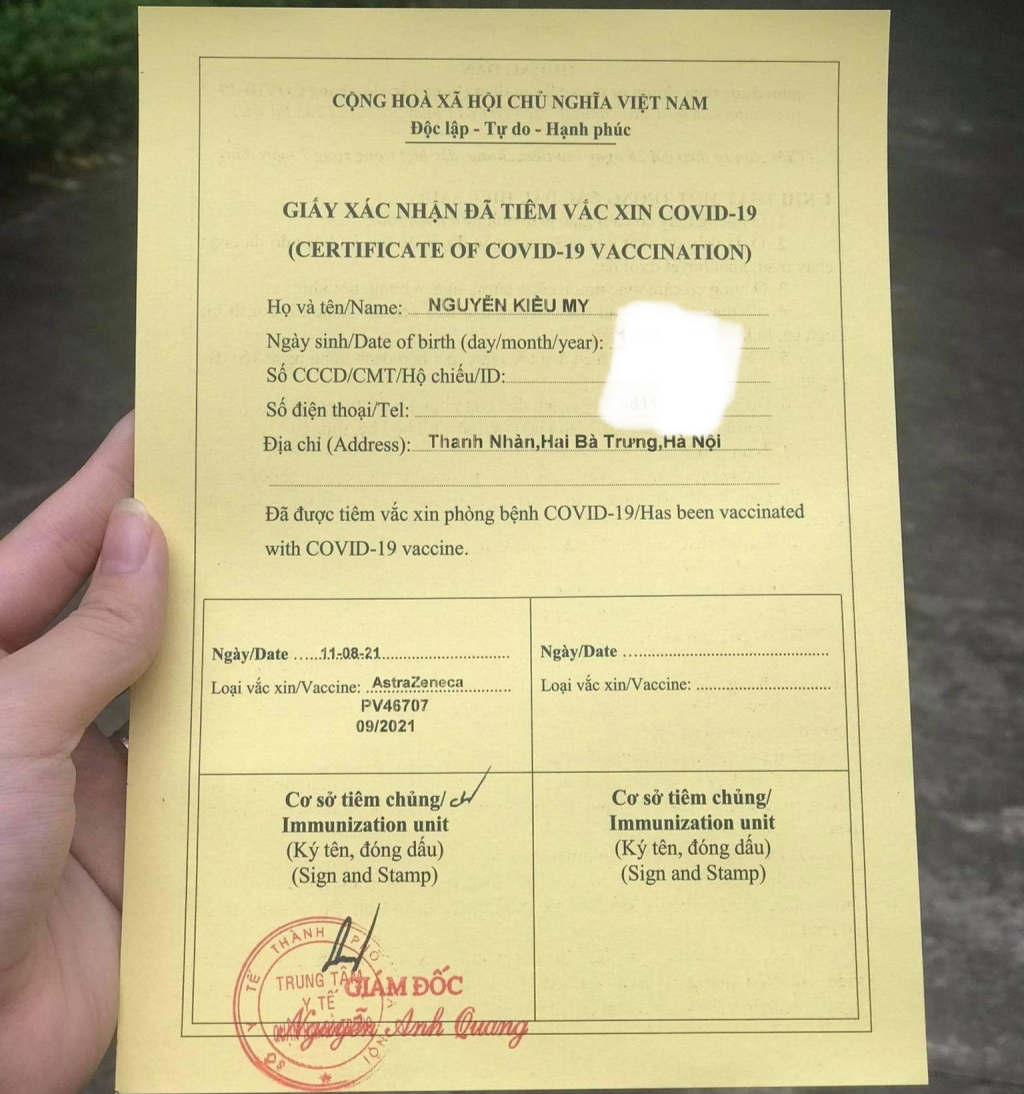 CỘNG HOÀ XÃ HỘI CHỦ NGHĨA VIỆT NAM
Độc lập - Tự do - Hạnh phúc
GIẤY XÁC NHẬN ĐÃ TIÊM VẮC XIN COVID-19
(CERTIFICATE OF COVID-19 VACCINATION)
Họ và tên/Name: NGUYỄN KIỀU MY
Ngày sinh/Date of birth (day/month/year):
Số CCCD/CMT/Hộ chiếu/ID:
Số điện thoại/Tel:
Địa chỉ (Address): Thanh Nhàn,Hai Bà Trưng,Hà Nội
Đã được tiêm vắc xin phòng bệnh COVID-19/Has been vaccinated
with COVID-19 vaccine.
Ngày/Date 11-08-21
Loại vắc xin/Vaccine: AstraZeneca
PV46707
09/2021
Cơ sở tiêm chủng/
Immunization unit
(Ký tên, đóng dấu)
(Sign and Stamp)
Ngày/Date
Loại vắc xin/Vaccine:
Cơ sở tiêm chủng/
Immunization unit
(Ký tên, đóng dấu)
(Sign and Stamp)
SỞ Y TẾ THÀNH PHỐ HÀ NỘI
TRUNG TÂM
Y TẾ
GIÁM ĐỐC
Nguyễn Anh Quang